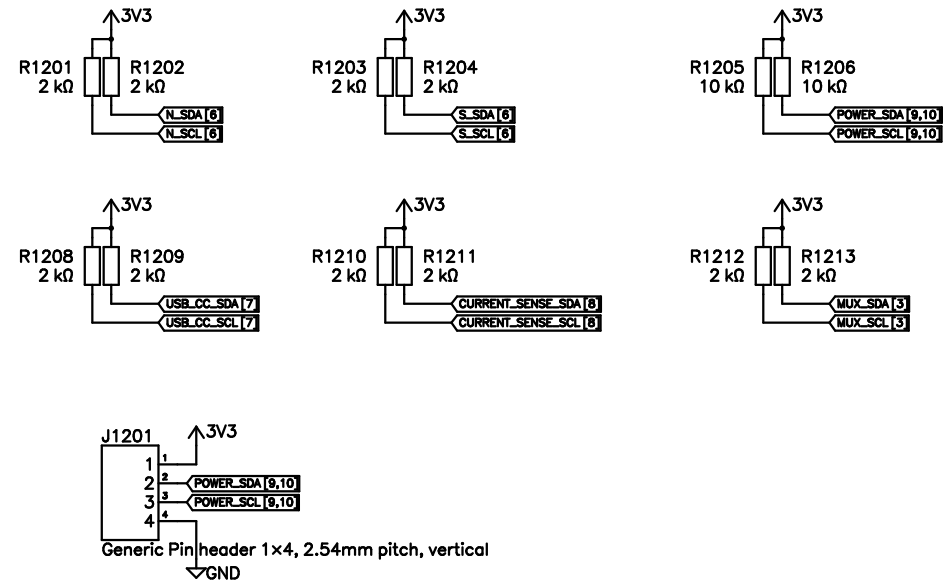 3V3 3V3 3V3
R1201 R1202 R1203 R1204 R1205 R1206
2 kΩ 2 kΩ 2 kΩ 2 kΩ 10 kΩ 10 kΩ
N_SDA [6] S_SDA [6] POWER_SDA [9,10]
N_SCL [6] S_SCL [6] POWER_SCL [9,10]
3V3 3V3 3V3
R1208 R1209 R1210 R1211 R1212 R1213
2 kΩ 2 kΩ 2 kΩ 2 kΩ 2 kΩ 2 kΩ
USB_CC_SDA [7] CURRENT_SENSE_SDA [8] MUX_SDA [3]
USB_CC_SCL [7] CURRENT_SENSE_SCL [8] MUX_SCL [3]
J1201 3V3
1 1
2 2 POWER_SDA [9,10]
3 3 POWER_SCL [9,10]
4 4
Generic Pin header 1×4, 2.54mm pitch, vertical
GND